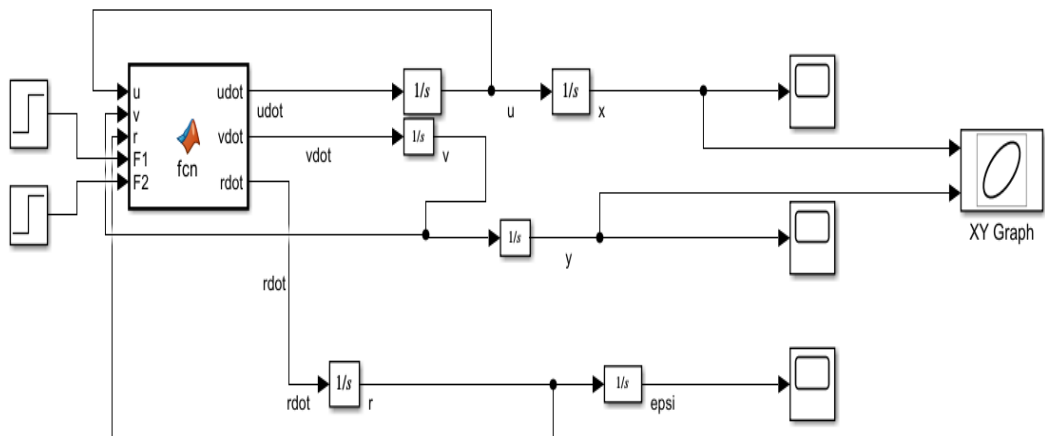 u
v
r
F1
F2
fcn
udot
vdot
rdot
udot
1/s
u
1/s
x
vdot
1/s
v
XY Graph
1/s
y
rdot
rdot
1/s
r
1/s
epsi